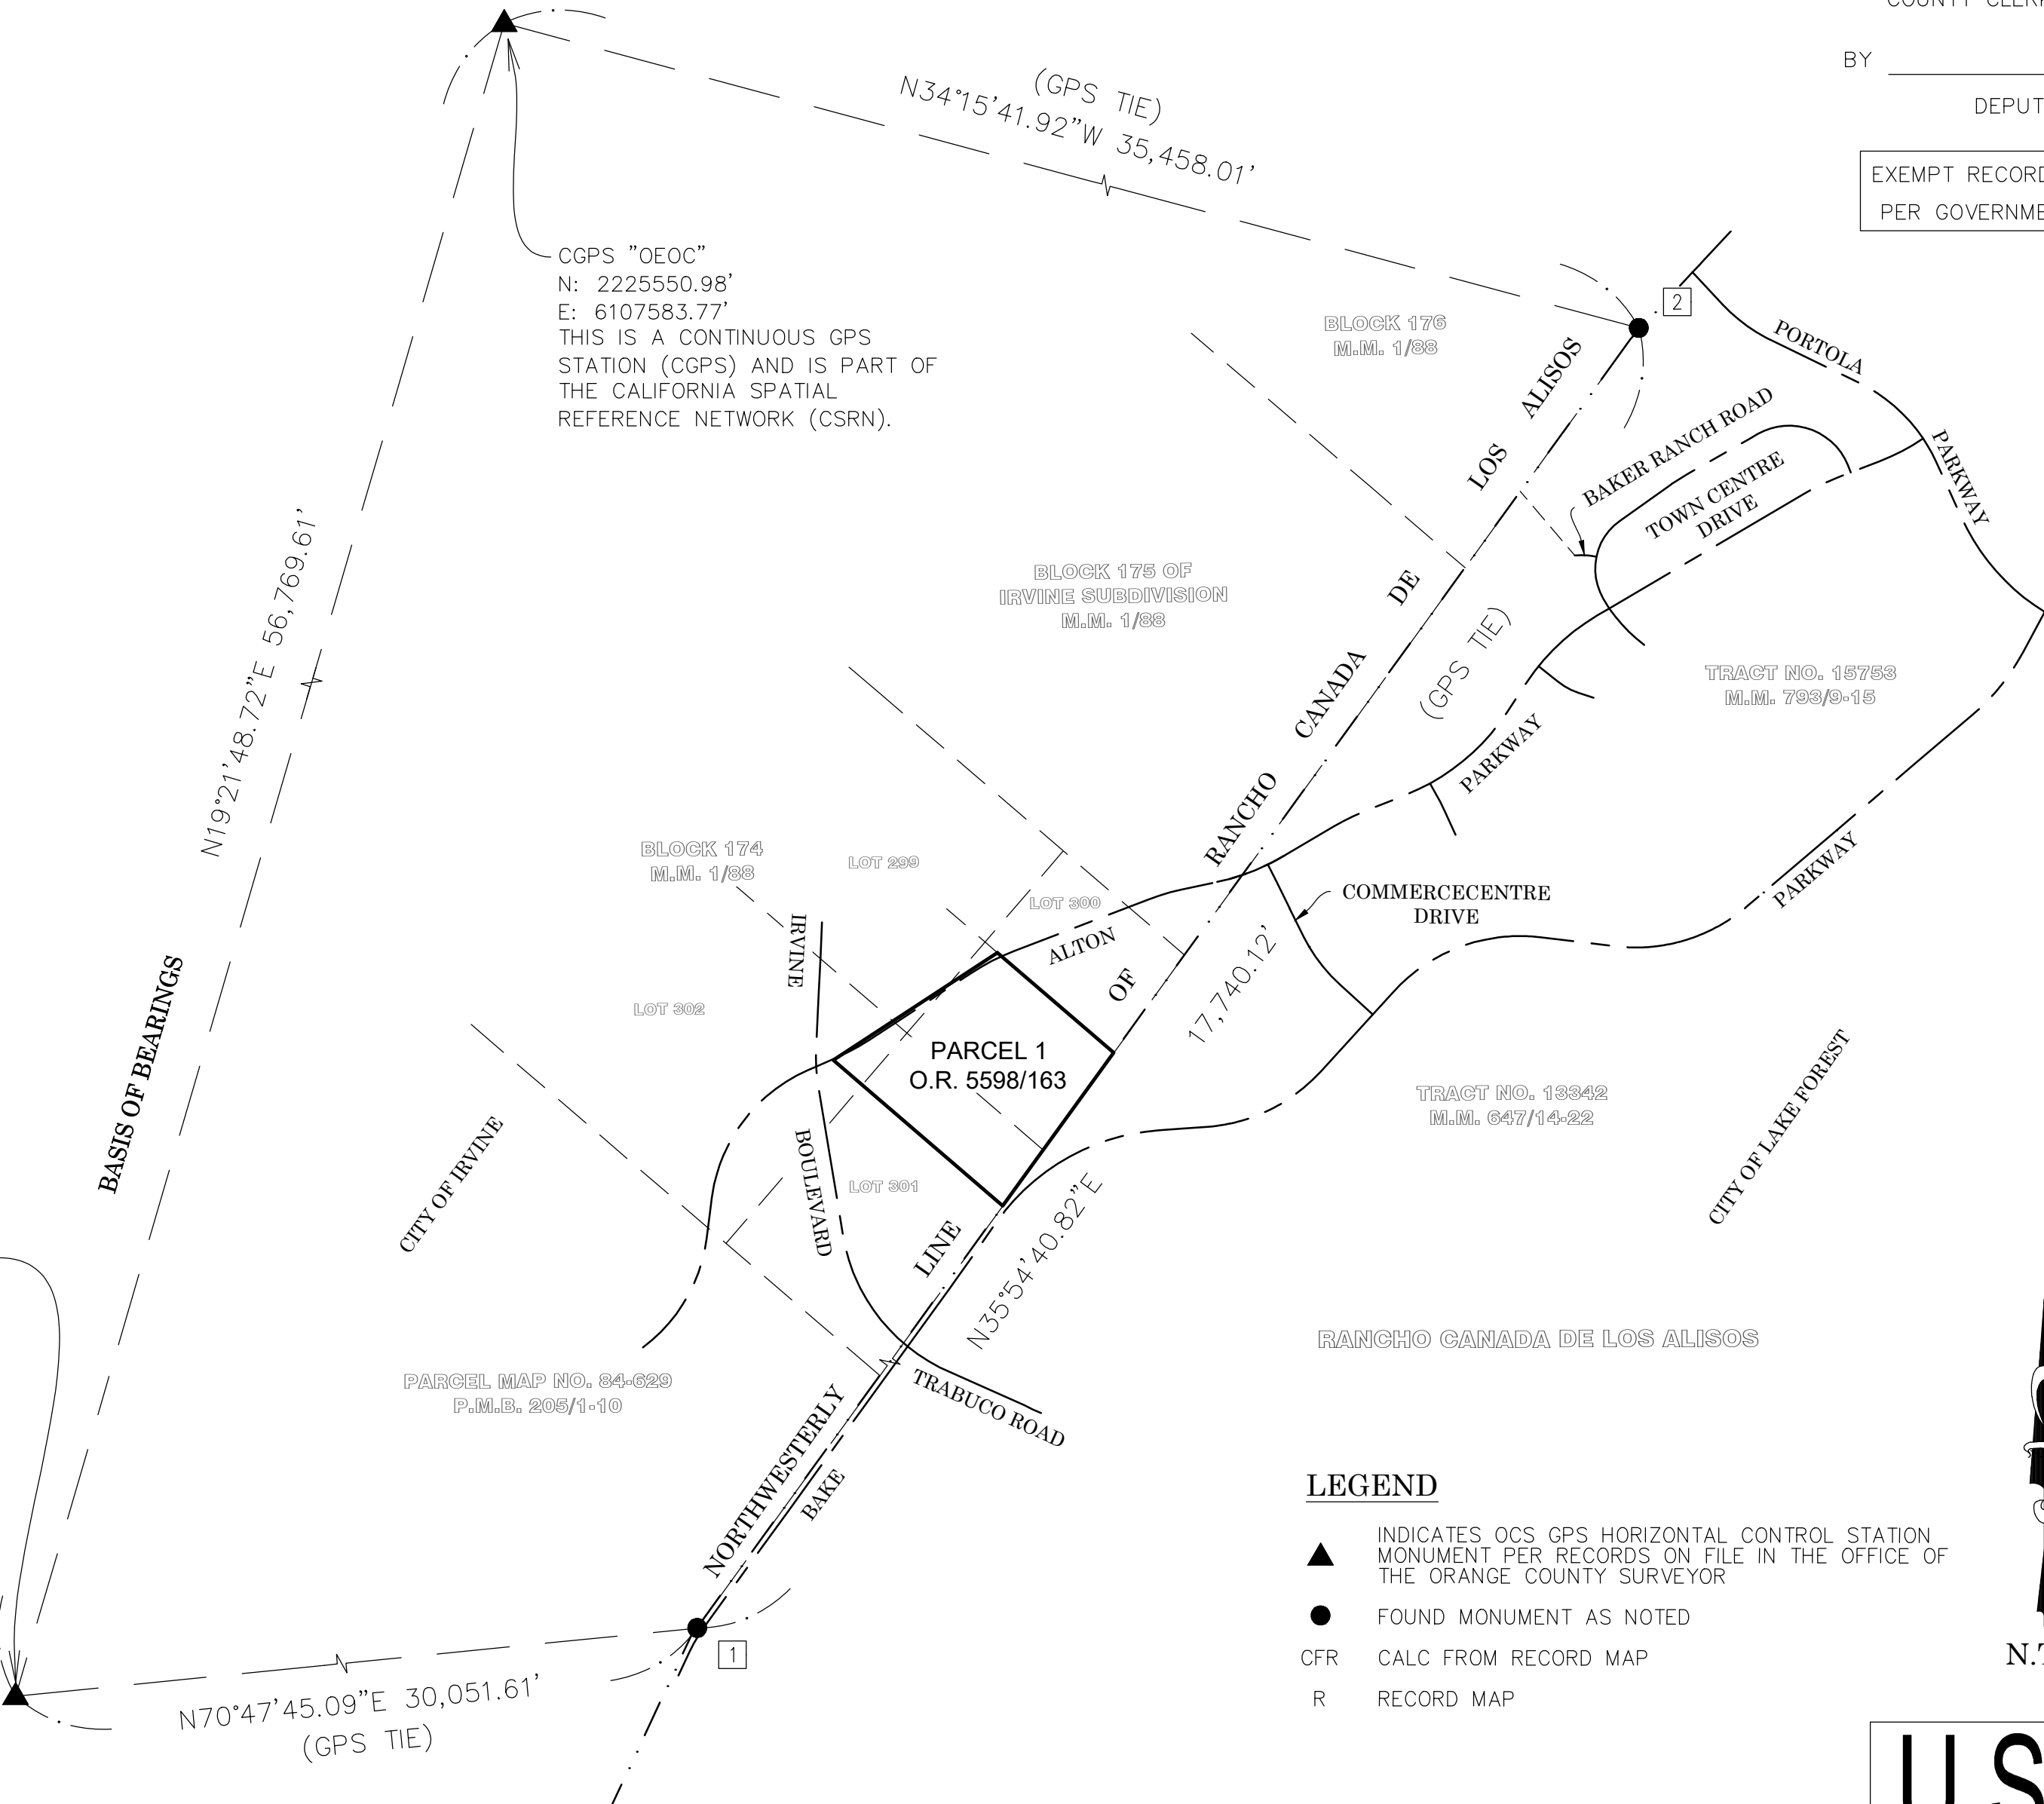 COUNTY CLER
BY
DEPUT
EXEMPT RECOR
PER GOVERNME
(GPS TIE)
N34°15'41.92"W 35,458.01'
CGPS "OEOC"
N: 2225550.98'
E: 6107583.77'
THIS IS A CONTINUOUS GPS
STATION (CGPS) AND IS PART OF
THE CALIFORNIA SPATIAL
REFERENCE NETWORK (CSRN).
2
BLOCK 176
M.M. 1/88
PORTOLA
PARKWAY
BAKER RANCH ROAD
TOWN CENTRE
DRIVE
BLOCK 175 OF
IRVINE SUBDIVISION
M.M. 1/88
N19°21'48.72"E 56,769.61'
BASIS OF BEARINGS
(GPS TIE)
TRACT NO. 15753
M.M. 793/9-15
PARKWAY
BLOCK 174
M.M. 1/88
LOT 299
LOT 300
COMMERCECENTRE
DRIVE
PARKWAY
IRVINE
ALTON
LOT 302
17,740.12'
PARCEL 1
O.R. 5598/163
TRACT NO. 13342
M.M. 647/14-22
CITY OF IRVINE
CITY OF LAKE FOREST
BOULEVARD
LOT 301
N35°54'40.82"E
NORTHWESTERLY LINE OF RANCHO CANADA DE LOS ALISOS
RANCHO CANADA DE LOS ALISOS
PARCEL MAP NO. 84-629
P.M.B. 205/1-10
TRABUCO ROAD
BAKE
1
N70°47'45.09"E 30,051.61'
(GPS TIE)
LEGEND
INDICATES OCS GPS HORIZONTAL CONTROL STATION
MONUMENT PER RECORDS ON FILE IN THE OFFICE OF
THE ORANGE COUNTY SURVEYOR
FOUND MONUMENT AS NOTED
CFR CALC FROM RECORD MAP
R RECORD MAP
N.T
U.S